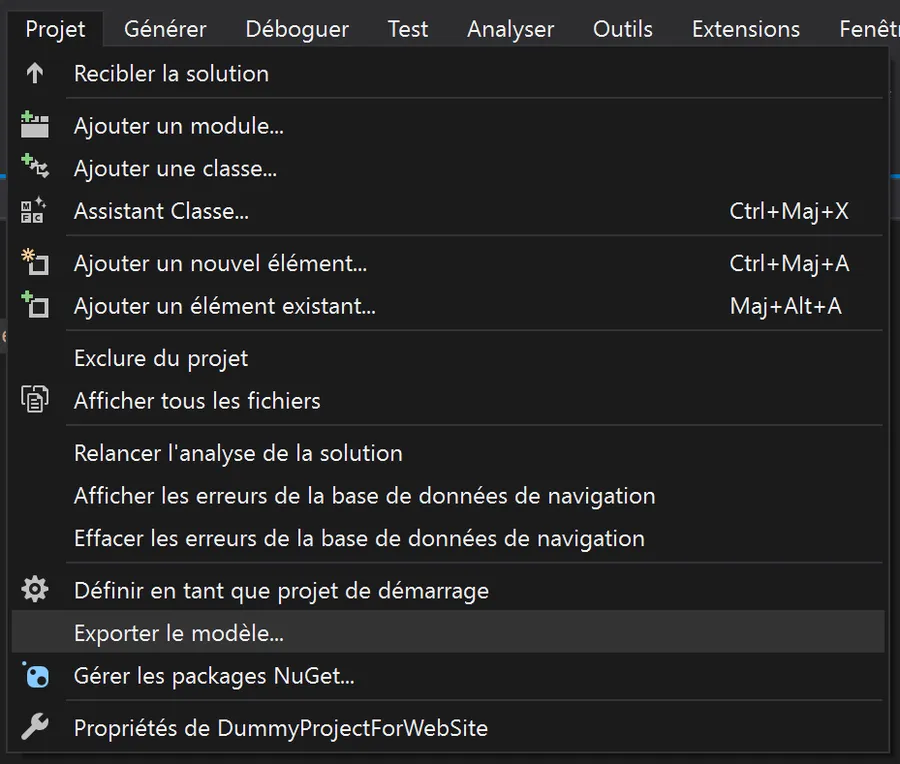 Projet Générer Déboguer Test Analyser Outils Extensions
Recibler la solution
Ajouter un module...
Ajouter une classe...
Assistant Classe... Ctrl+Maj+X
Ajouter un nouvel élément... Ctrl+Maj+A
Ajouter un élément existant... Maj+Alt+A
Exclure du projet
Afficher tous les fichiers
Relancer l'analyse de la solution
Afficher les erreurs de la base de données de navigation
Effacer les erreurs de la base de données de navigation
Définir en tant que projet de démarrage
Exporter le modèle...
Gérer les packages NuGet...
Propriétés de DummyProjectForWebSite